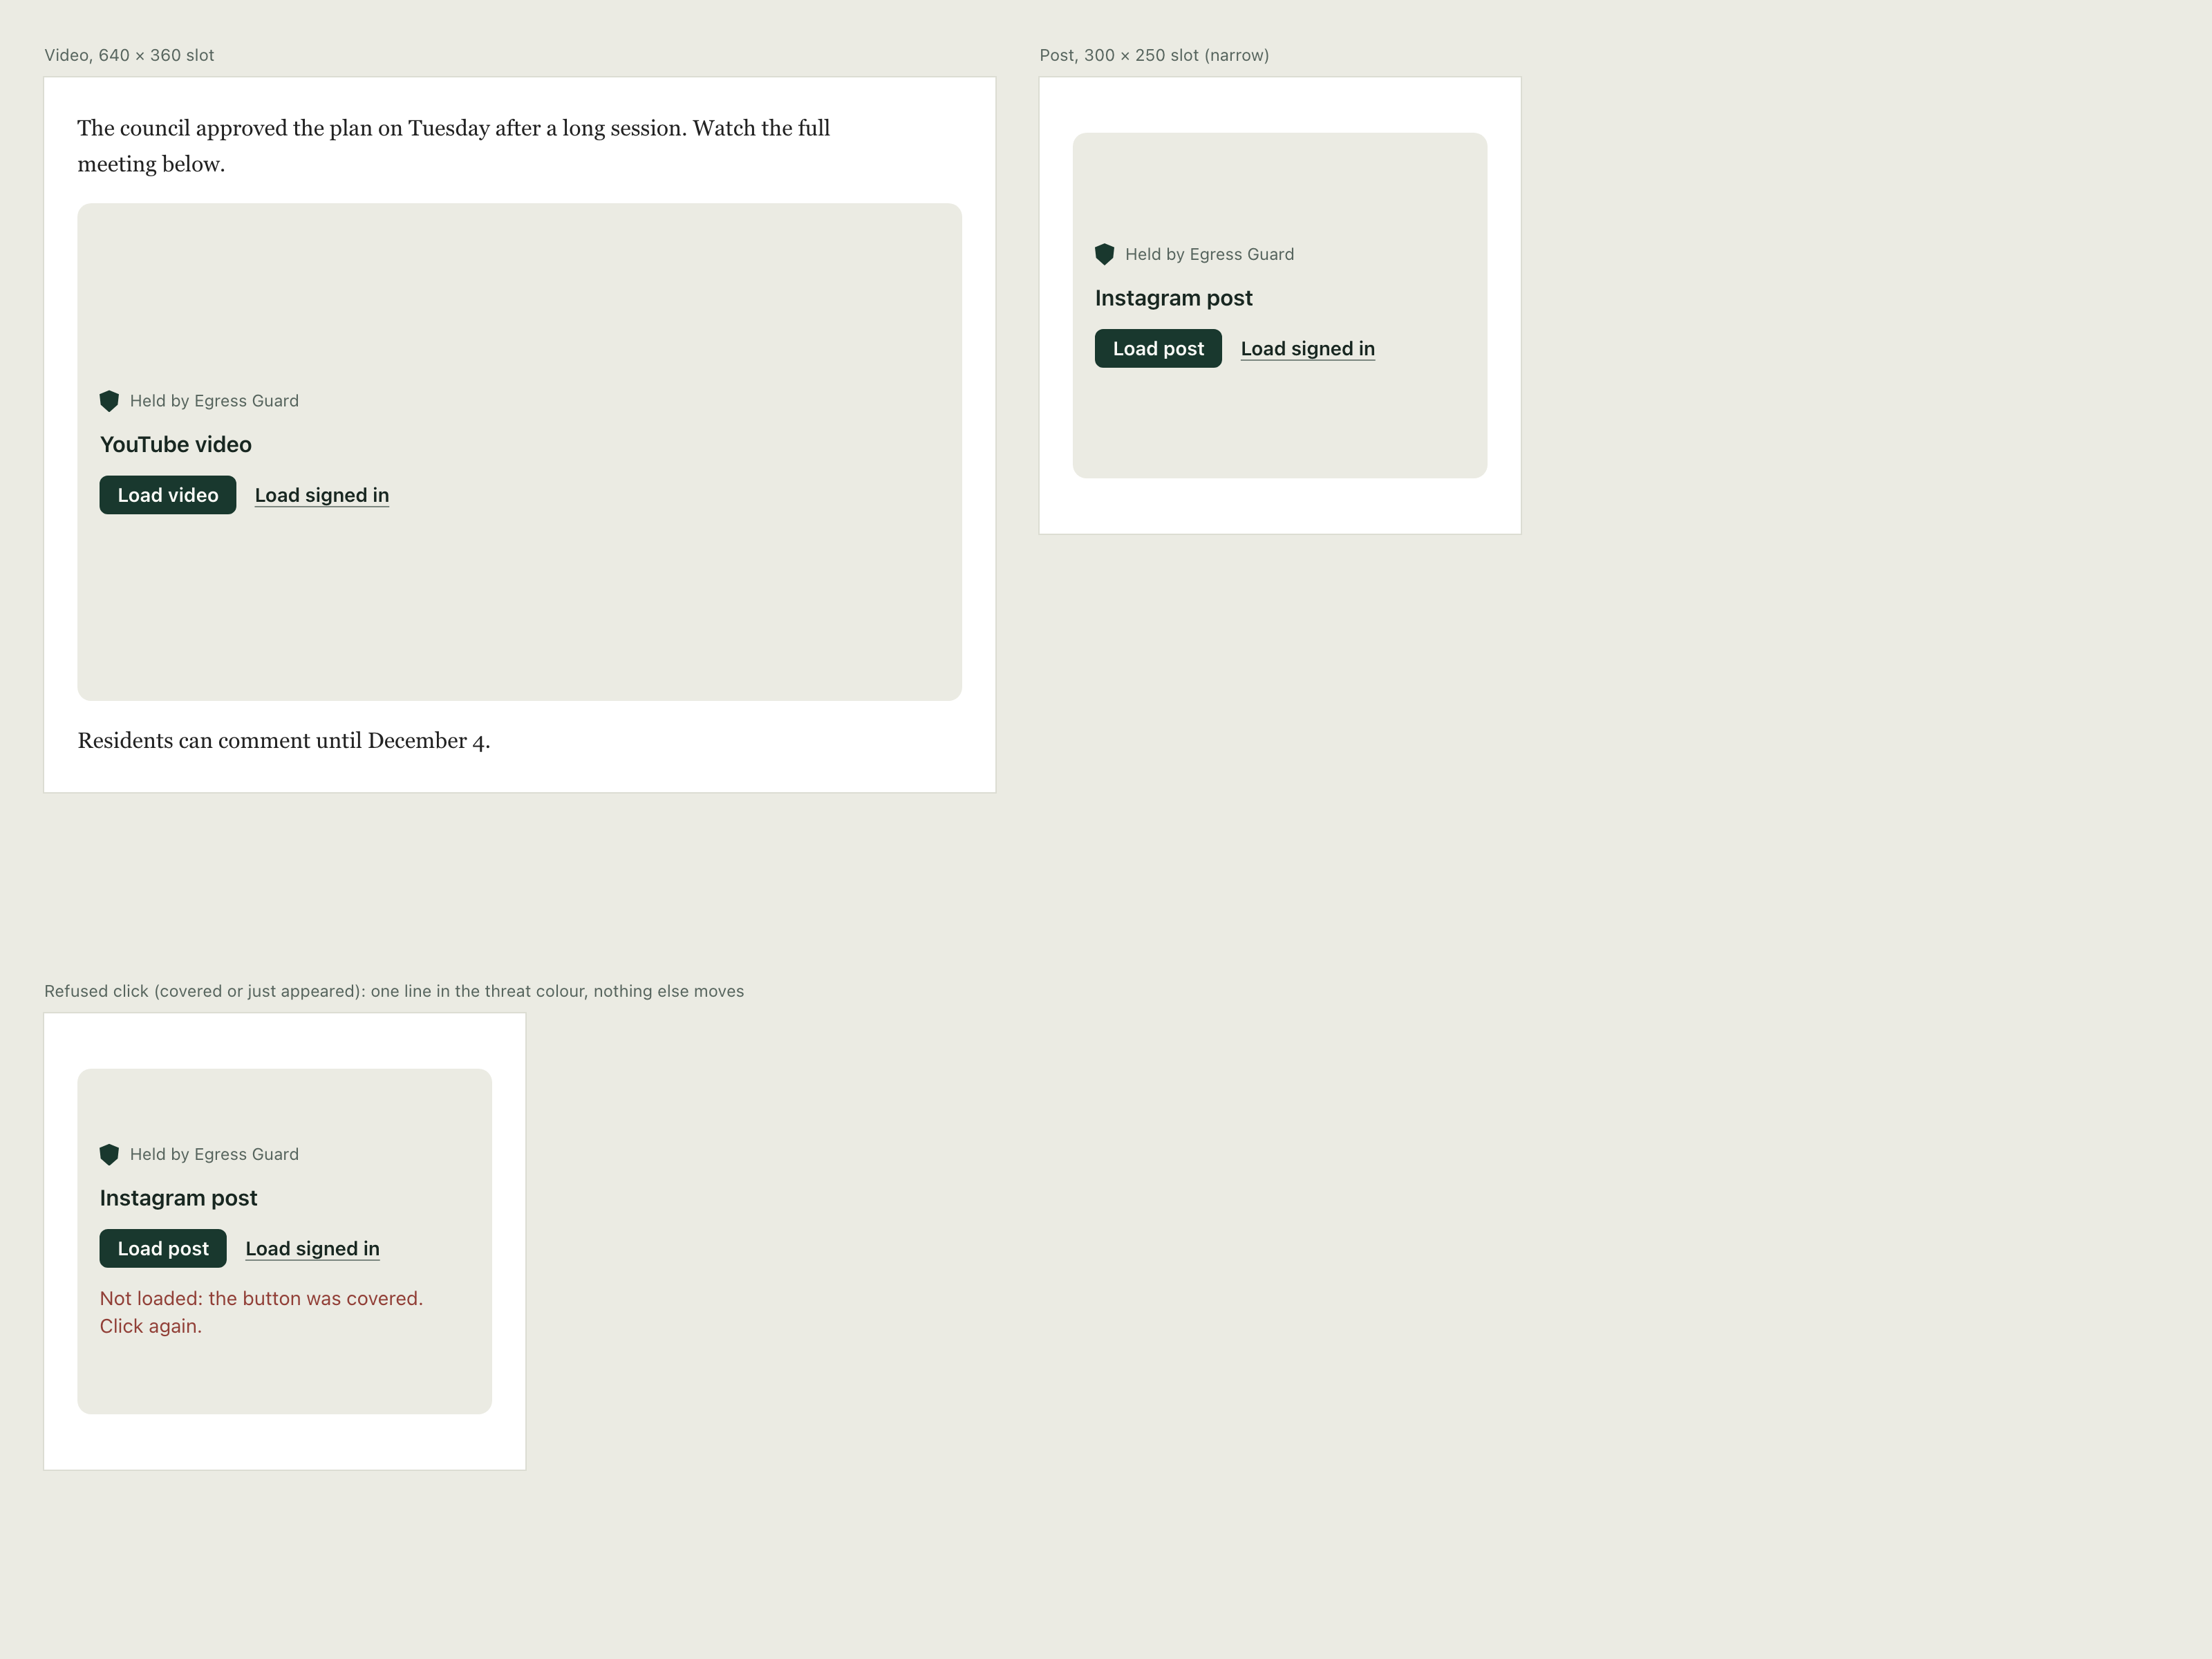 Video, 640 × 360 slot
The council approved the plan on Tuesday after a long session. Watch the full
meeting below.
Held by Egress Guard
YouTube video
Load video Load signed in
Residents can comment until December 4.
Post, 300 × 250 slot (narrow)
Held by Egress Guard
Instagram post
Load post Load signed in
Refused click (covered or just appeared): one line in the threat colour, nothing else moves
Held by Egress Guard
Instagram post
Load post Load signed in
Not loaded: the button was covered.
Click again.